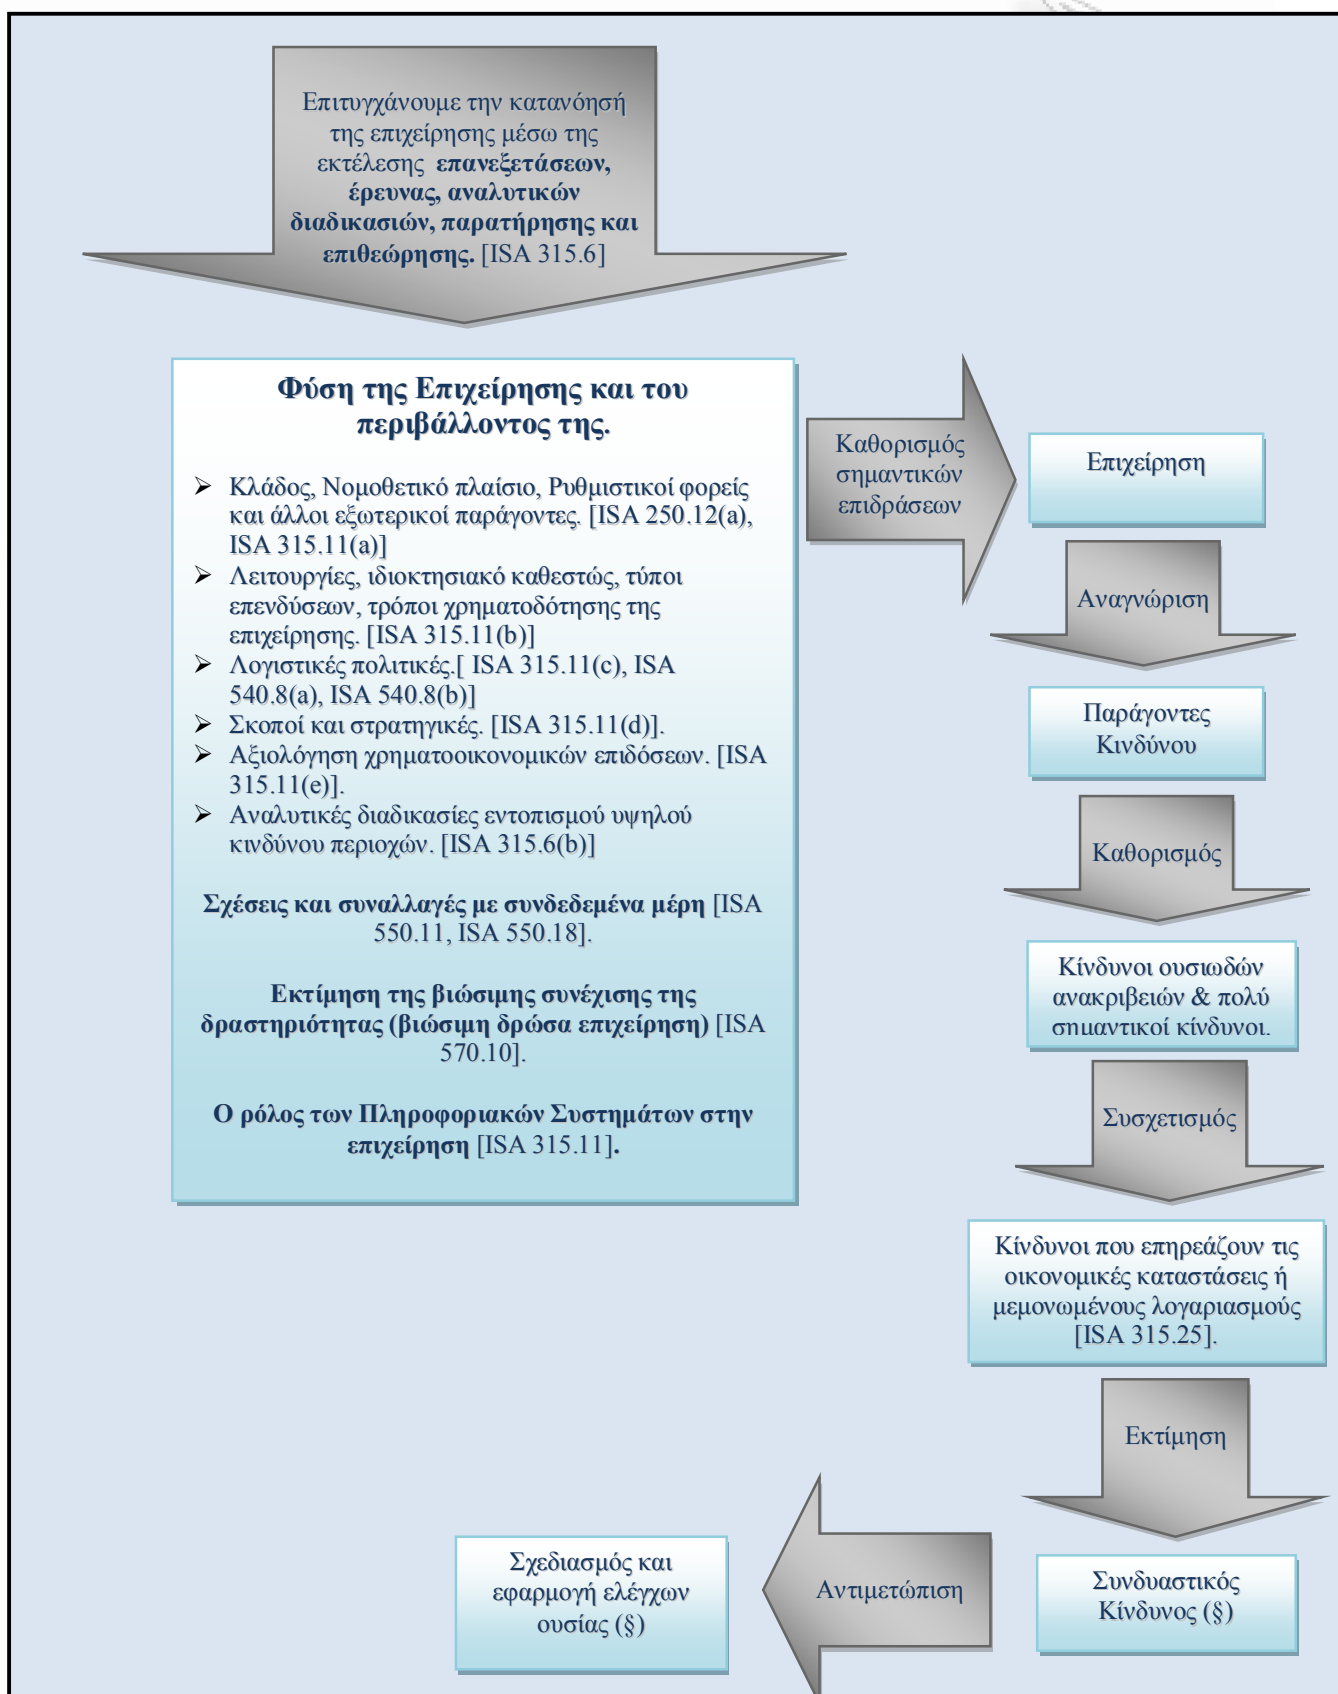 Επιτυγχάνουμε την κατανόησή
της επιχείρησης μέσω της
εκτέλεσης επανεξετάσεων,
έρευνας, αναλυτικών
διαδικασιών, παρατήρησης και
επιθεώρησης. [ISA 315.6]
Φύση της Επιχείρησης και του
περιβάλλοντος της.
➢ Κλάδος, Νομοθετικό πλαίσιο, Ρυθμιστικοί φορείς
και άλλοι εξωτερικοί παράγοντες. [ISA 250.12(a),
ISA 315.11(a)]
➢ Λειτουργίες, ιδιοκτησιακό καθεστώς, τύποι
επενδύσεων, τρόποι χρηματοδότησης της
επιχείρησης. [ISA 315.11(b)]
➢ Λογιστικές πολιτικές.[ ISA 315.11(c), ISA
540.8(a), ISA 540.8(b)]
➢ Σκοποί και στρατηγικές. [ISA 315.11(d)].
➢ Αξιολόγηση χρηματοοικονομικών επιδόσεων. [ISA
315.11(e)].
➢ Αναλυτικές διαδικασίες εντοπισμού υψηλού
κινδύνου περιοχών. [ISA 315.6(b)]
Σχέσεις και συναλλαγές με συνδεδεμένα μέρη [ISA
550.11, ISA 550.18].
Εκτίμηση της βιώσιμης συνέχισης της
δραστηριότητας (βιώσιμη δρώσα επιχείρηση) [ISA
570.10].
Ο ρόλος των Πληροφοριακών Συστημάτων στην
επιχείρηση [ISA 315.11].
Καθορισμός
σημαντικών
επιδράσεων
Επιχείρηση
Αναγνώριση
Παράγοντες
Κινδύνου
Καθορισμός
Κίνδυνοι ουσιωδών
ανακριβειών & πολύ
σημαντικοί κίνδυνοι.
Συσχετισμός
Κίνδυνοι που επηρεάζουν τις
οικονομικές καταστάσεις ή
μεμονωμένους λογαριασμούς
[ISA 315.25].
Εκτίμηση
Συνδυαστικός
Κίνδυνος (§)
Αντιμετώπιση
Σχεδιασμός και
εφαρμογή ελέγχων
ουσίας (§)